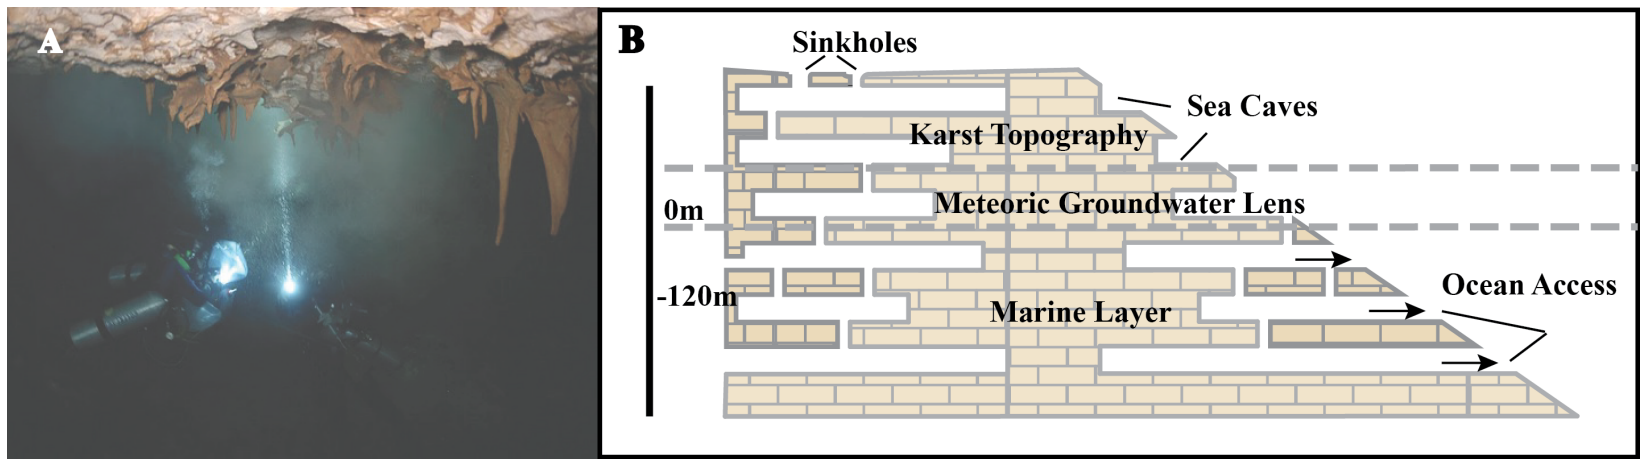 A
B
Sinkholes
Sea Caves
Karst Topography
0m
Meteoric Groundwater Lens
-120m
Ocean Access
Marine Layer